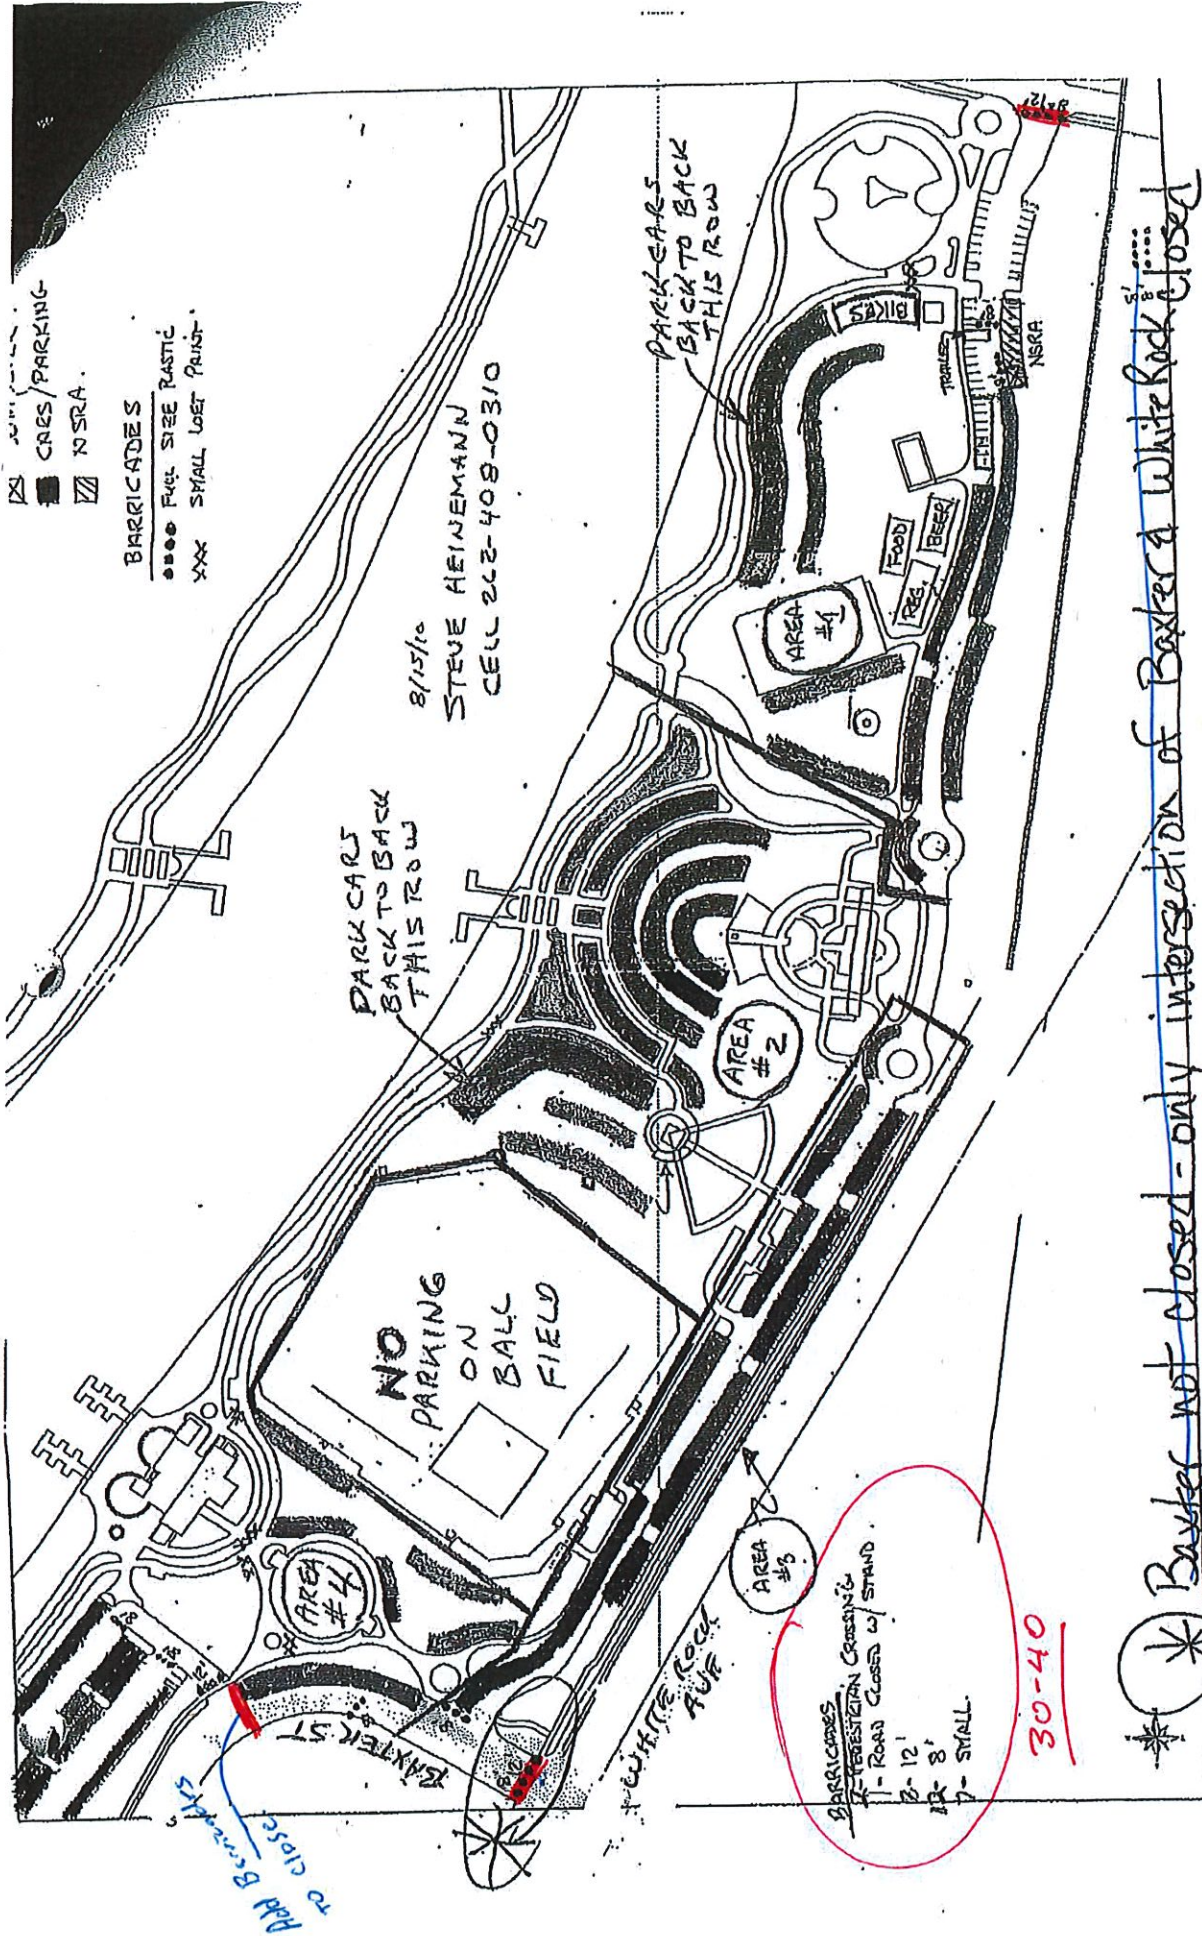 CARS/PARKING
NSRA.
BARRICADES
FULL SIZE PLASTIC
XXX SMALL
8/15/10
STEVE HEINEMANN
CELL 262-408-0310
PARK CARS
BACK TO BACK
THIS ROW
PARK CARS
BACK TO BACK
THIS ROW
BIKES
TRAILER
NSRA
FOOD
BEER
REG.
AREA
#1
AREA
#2
NO
PARKING
ON
BALL
FIELD
AREA
#3
AREA
#4
BAXTER ST
WHITE ROCK
AVE
Add Barricades
TO close
BARRICADES
PEDESTRIAN CROSSING
1 - ROAD CLOSED W/ STAND.
8 - 12'
8'
7 - SMALL
30-40
Baxter not closed - only intersection of Baxter & White Rock closed